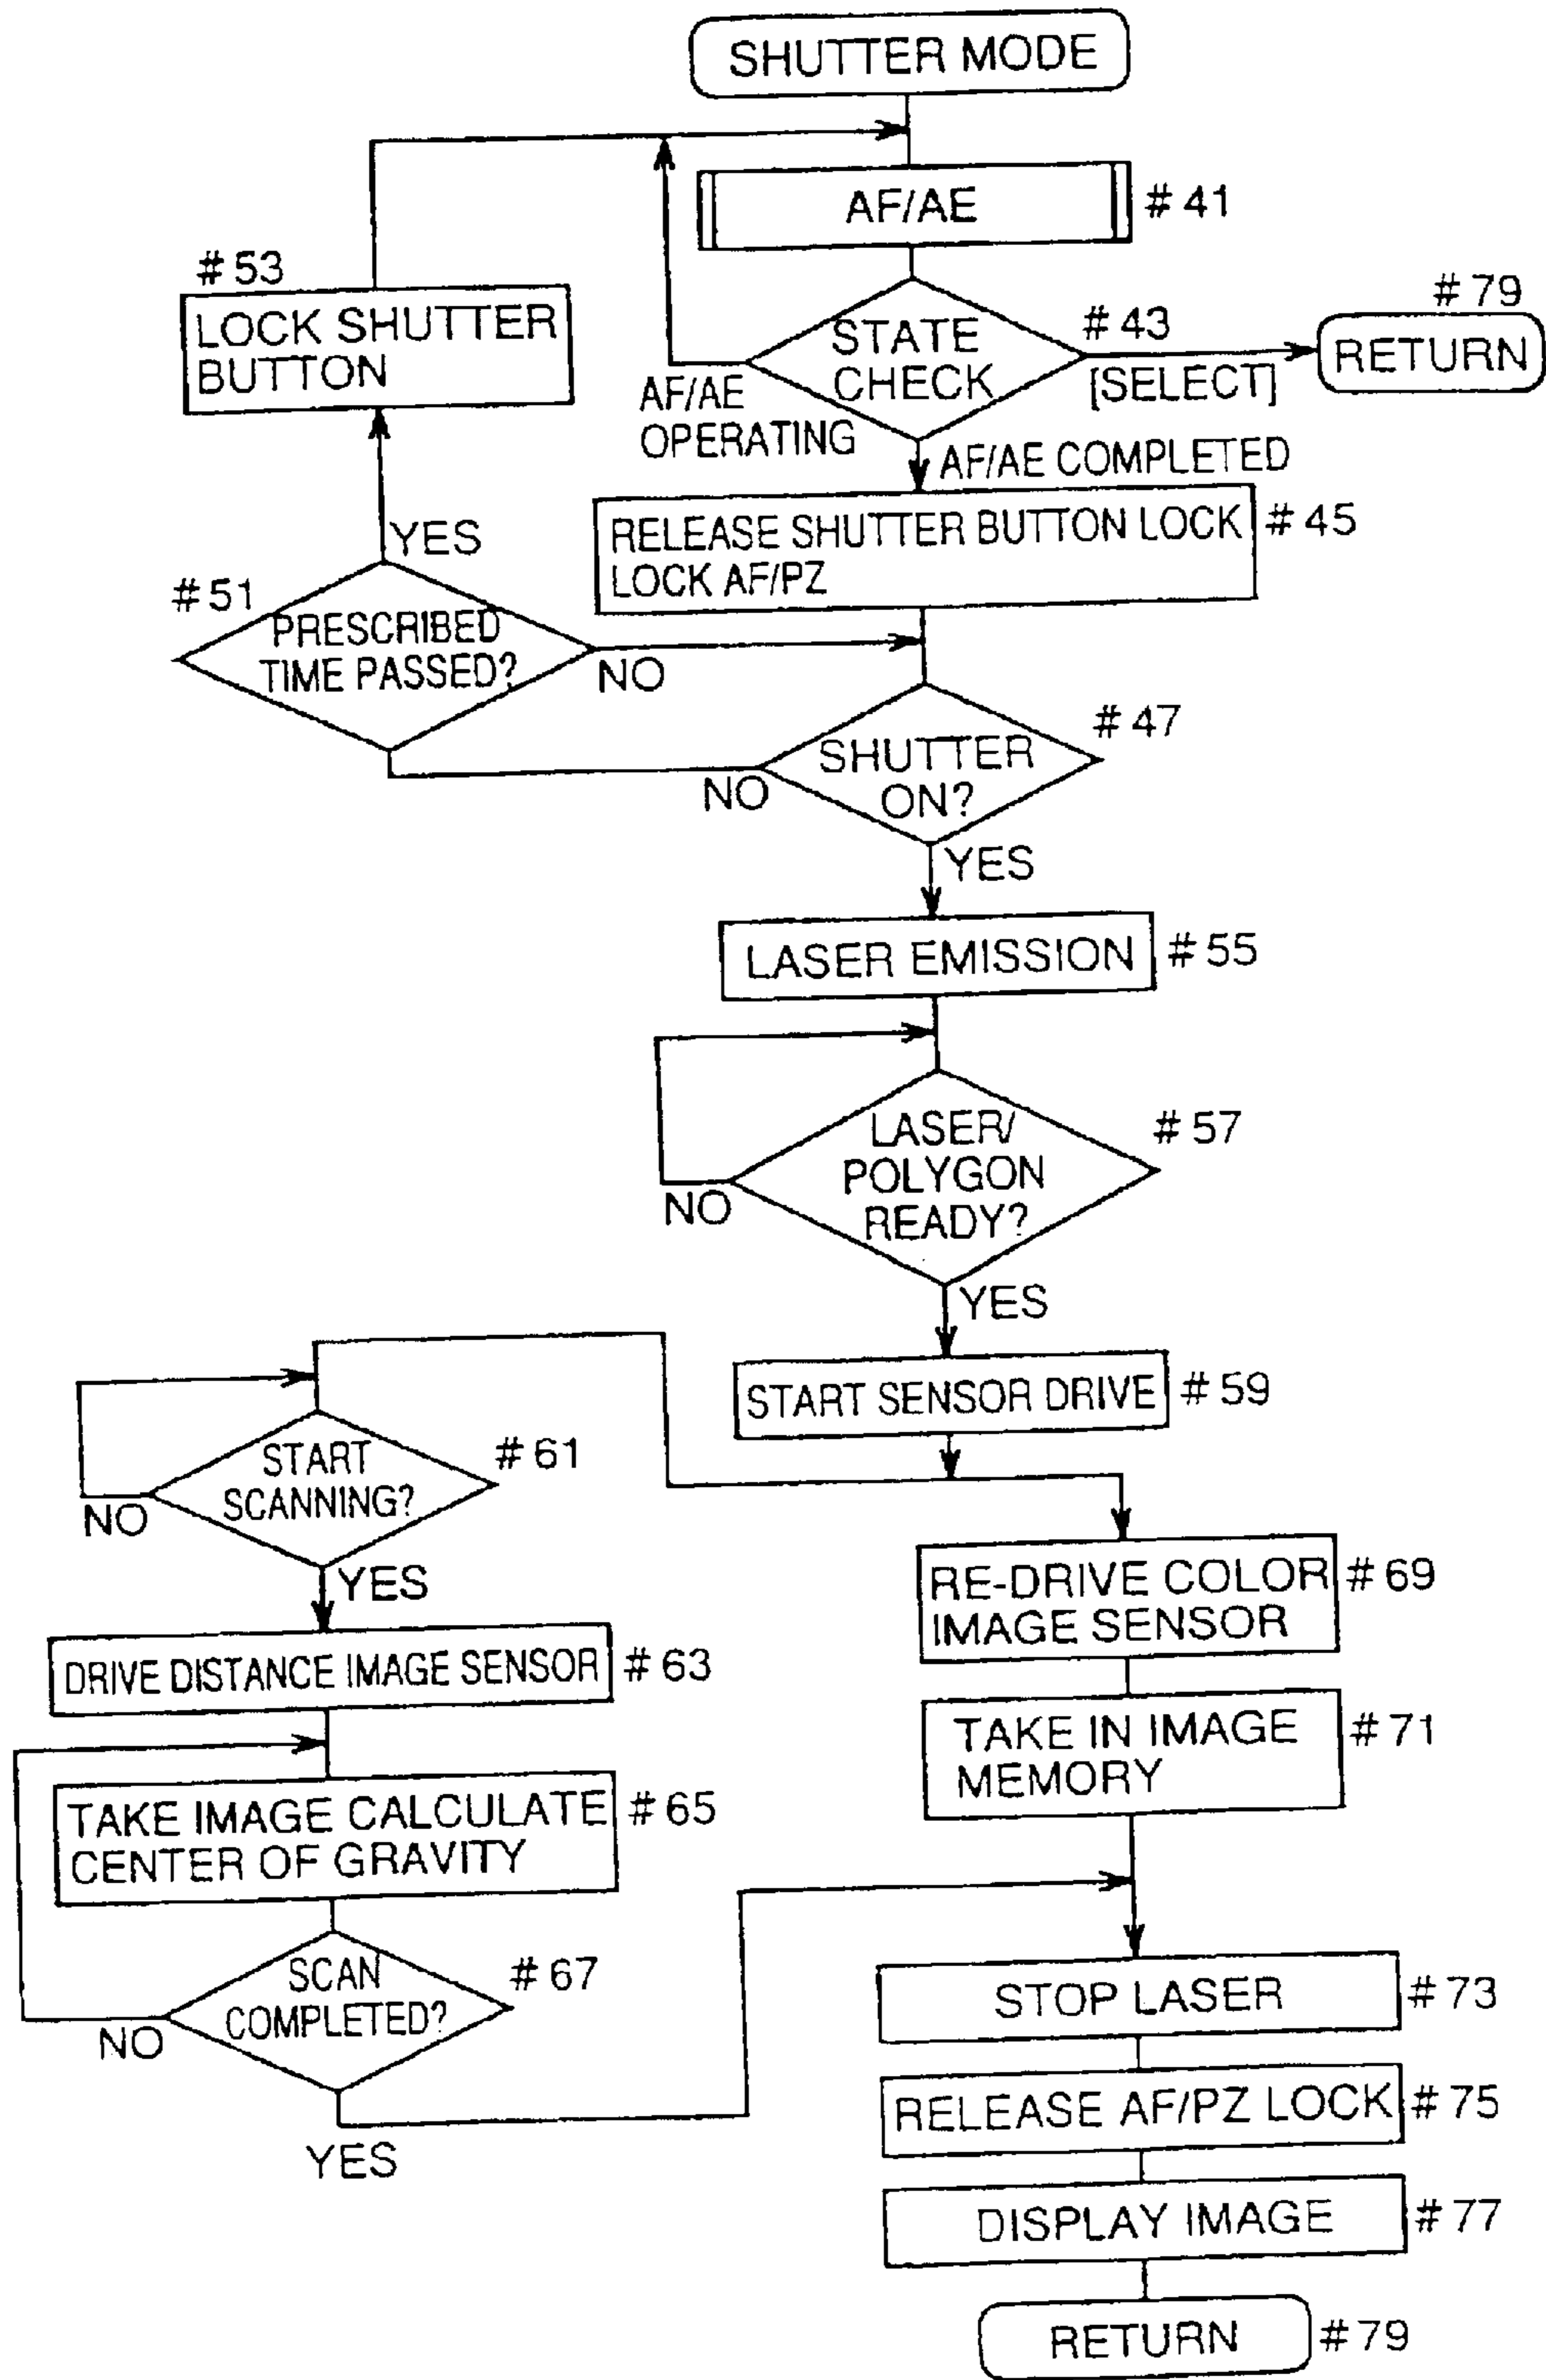 SHUTTER MODE
AF/AE
# 41
# 53
LOCK SHUTTER
BUTTON
STATE
CHECK
# 43
[SELECT]
# 79
RETURN
AF/AE
OPERATING
AF/AE COMPLETED
RELEASE SHUTTER BUTTON LOCK
LOCK AF/PZ
# 45
YES
# 51
PRESCRIBED
TIME PASSED?
NO
SHUTTER
ON?
# 47
NO
YES
LASER EMISSION
# 55
LASER/
POLYGON
READY?
# 57
NO
YES
START SENSOR DRIVE
# 59
START
SCANNING?
# 61
NO
YES
RE-DRIVE COLOR
IMAGE SENSOR
# 69
DRIVE DISTANCE IMAGE SENSOR
# 63
TAKE IN IMAGE
MEMORY
# 71
TAKE IMAGE CALCULATE
CENTER OF GRAVITY
# 65
SCAN
COMPLETED?
# 67
NO
YES
STOP LASER
# 73
RELEASE AF/PZ LOCK
# 75
DISPLAY IMAGE
# 77
RETURN
# 79